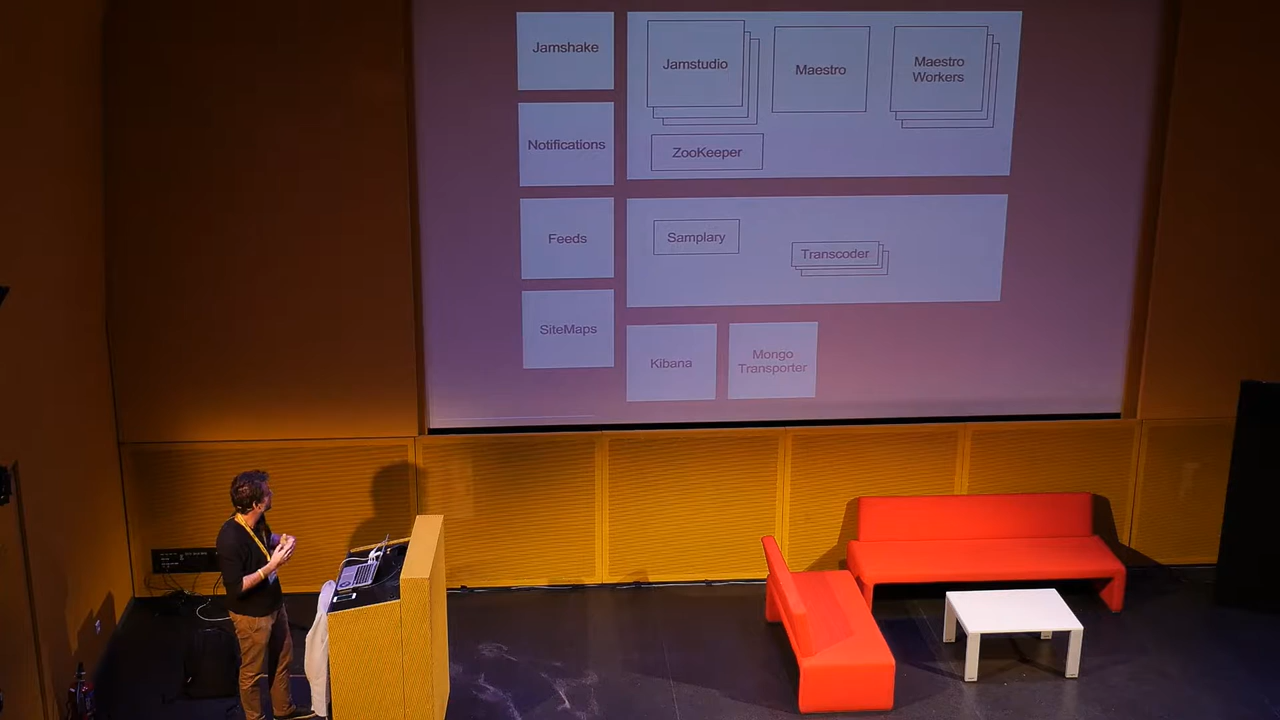 Jamshake
Notifications
Feeds
SiteMaps
Jamstudio
Maestro
Maestro
Workers
ZooKeeper
Samplary
Transcoder
Kibana
Mongo
Transporter